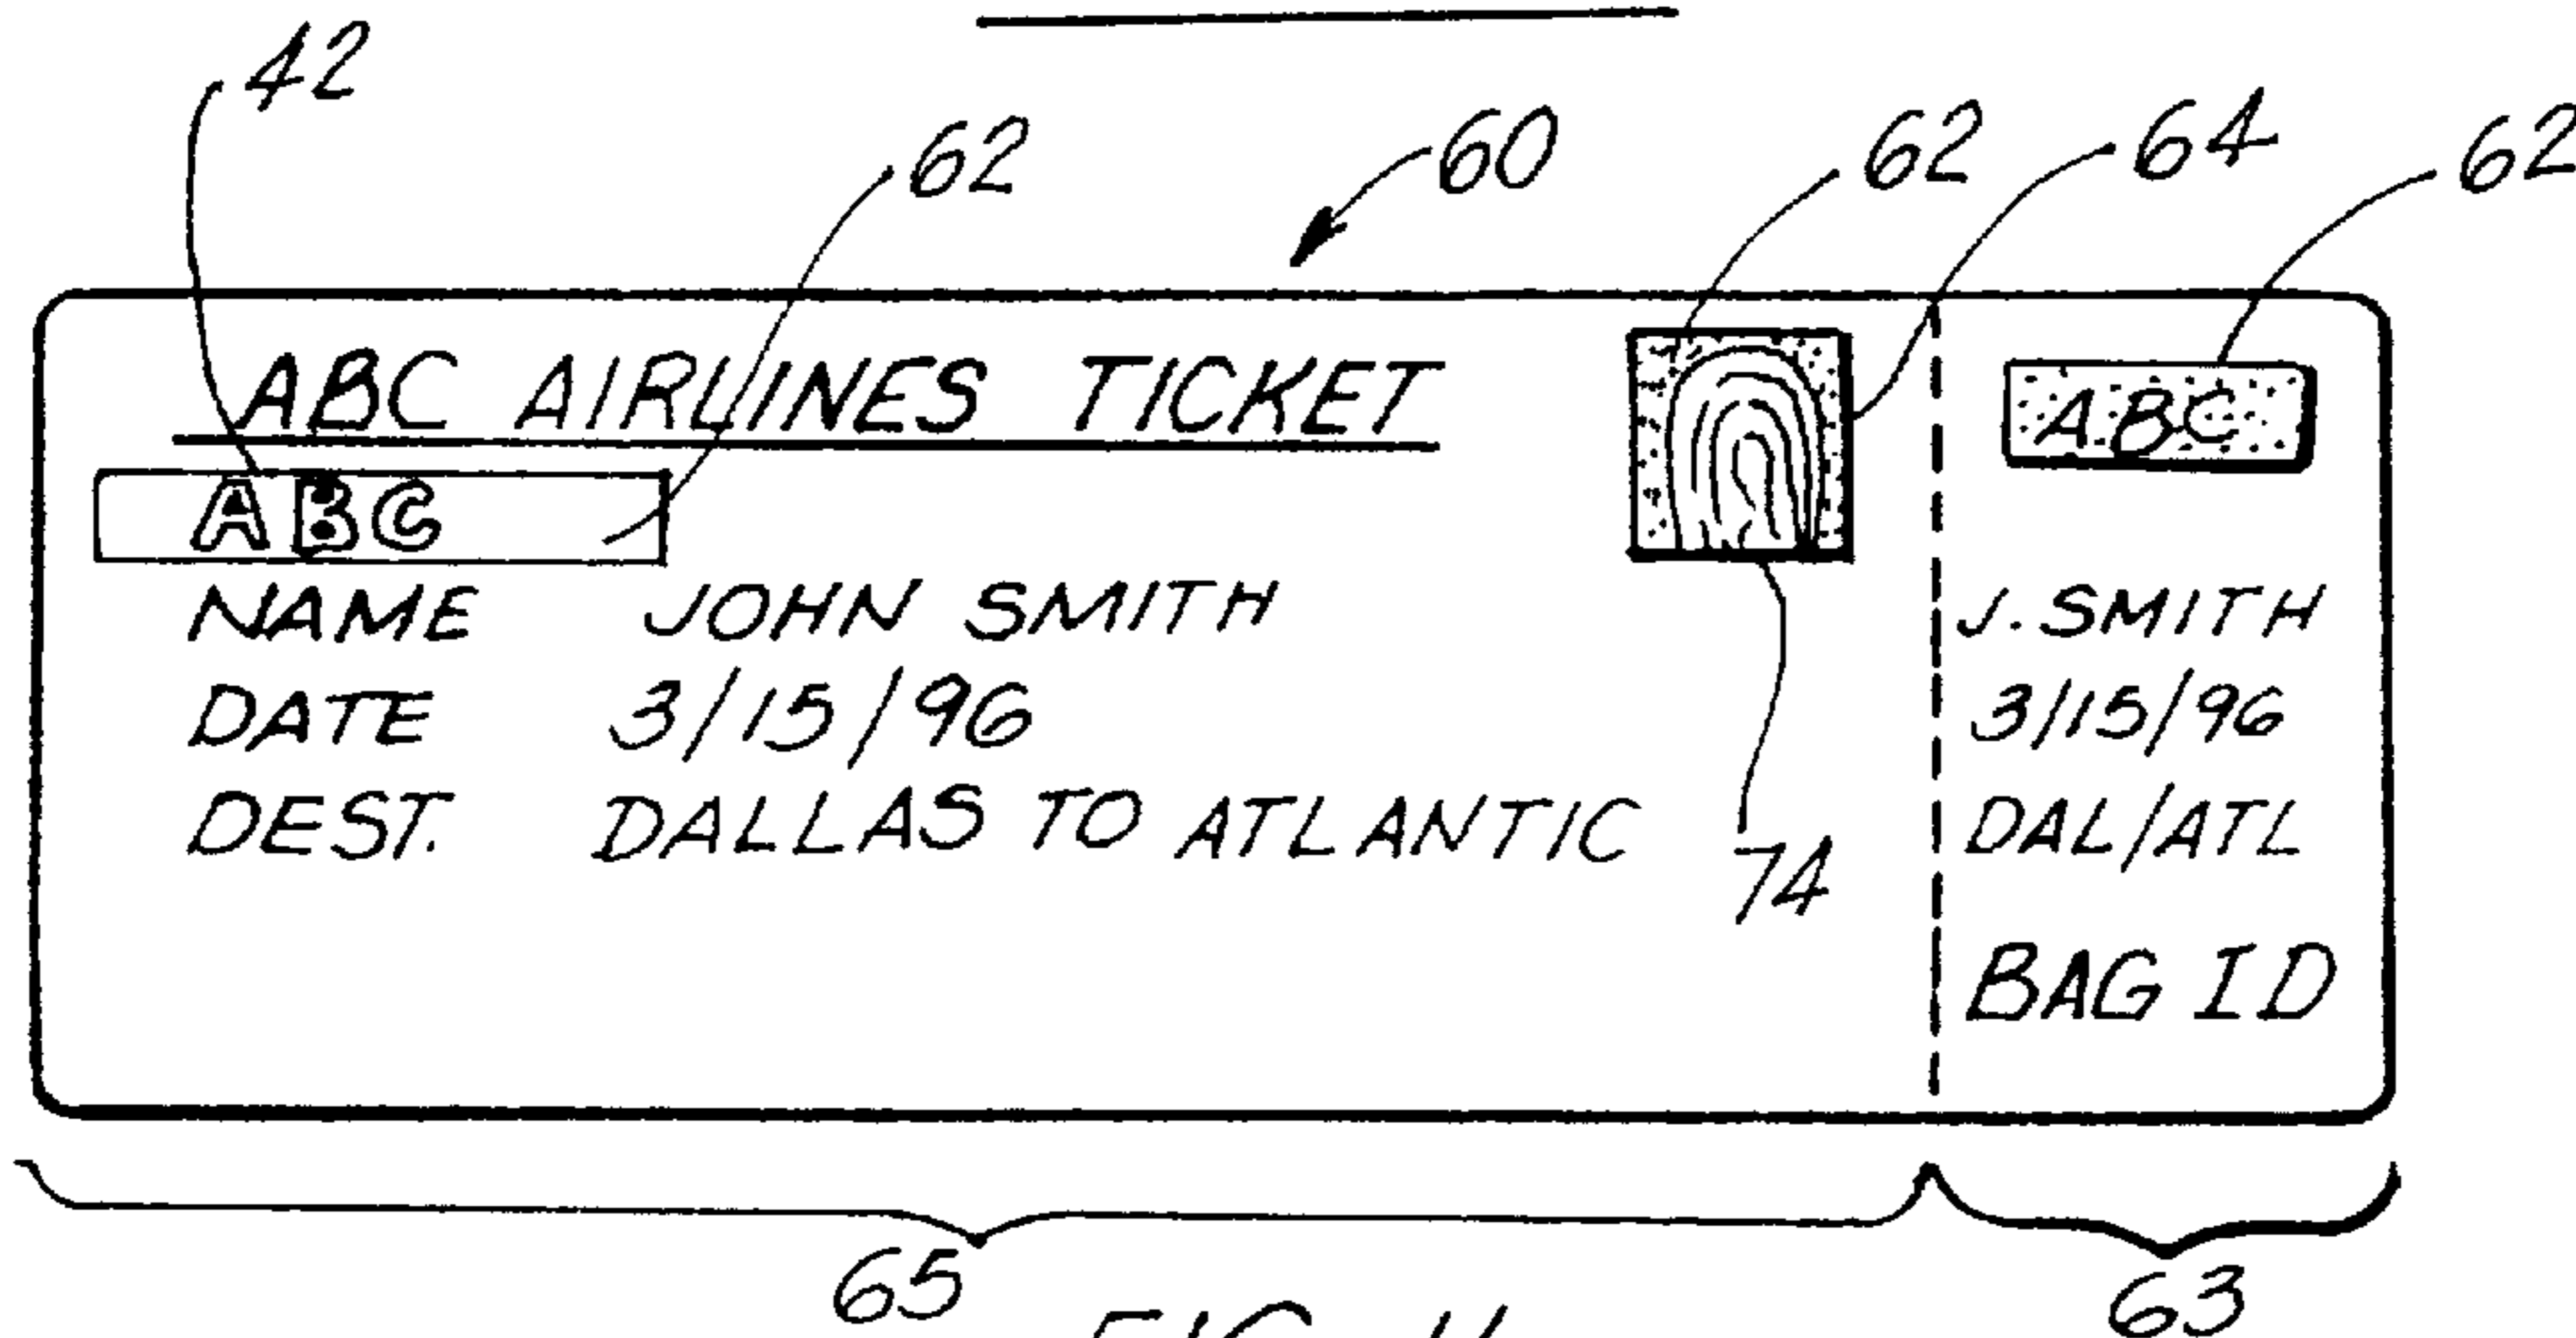 42
62 60 62 64 62
ABC AIRLINES TICKET
ABC
ABC
NAME JOHN SMITH J. SMITH
DATE 3/15/96 3/15/96
DEST. DALLAS TO ATLANTIC DAL/ATL
74
BAG ID
65 63